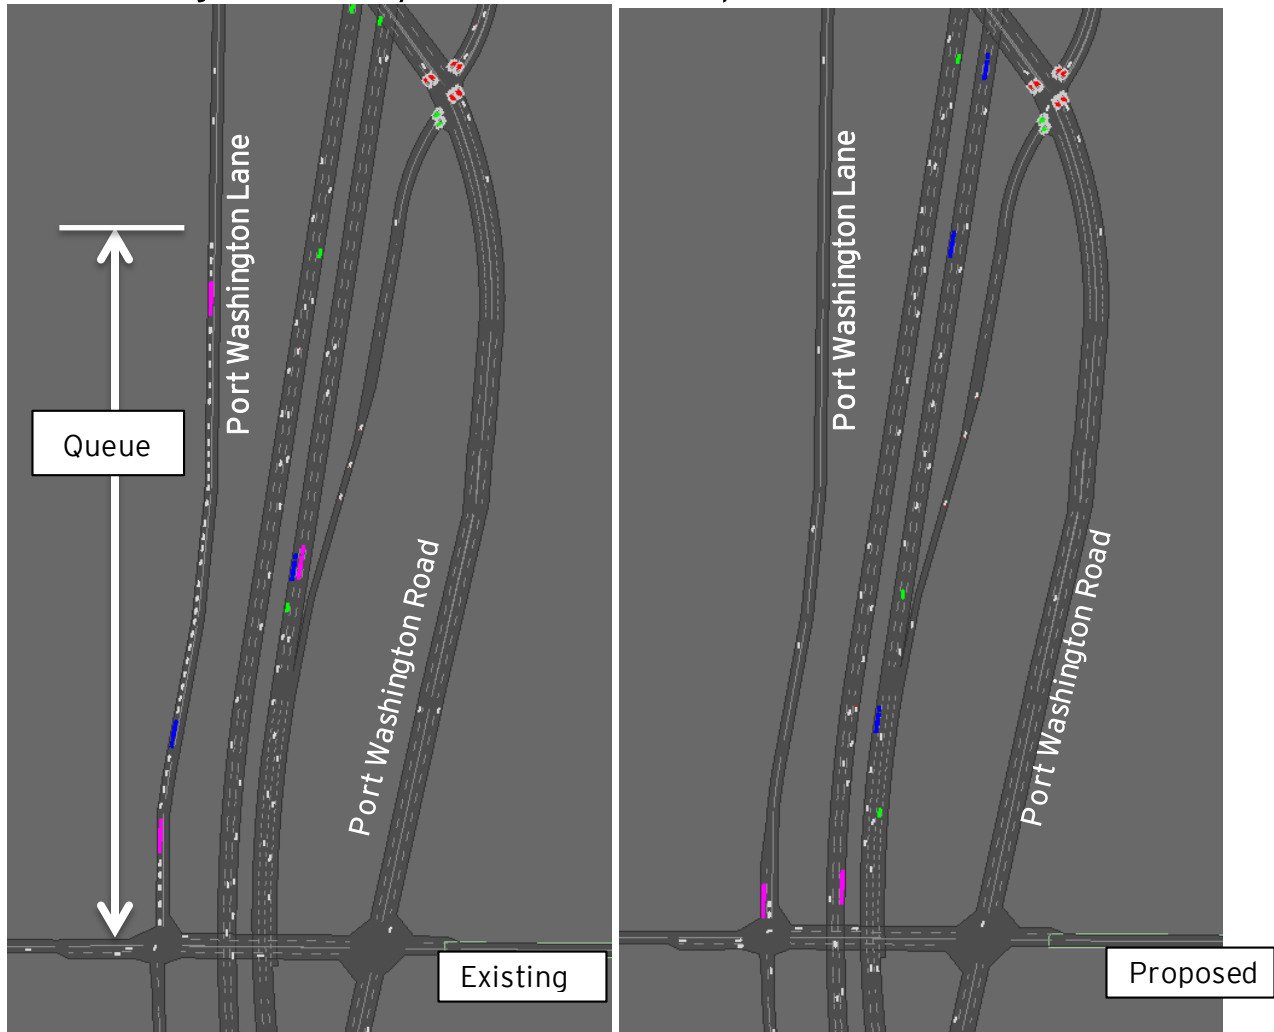 Port Washington Lane
Queue
Port Washington Road
Existing
Port Washington Lane
Port Washington Road
Proposed